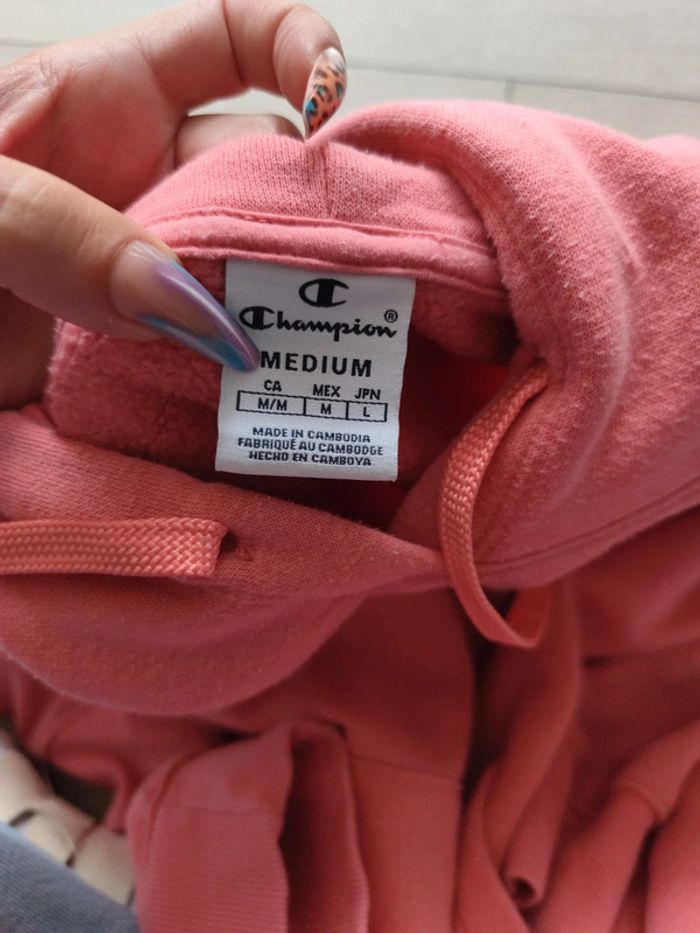 Champion®
MEDIUM
CA MEX JPN
M/M M L
MADE IN CAMBODIA
FABRIQUÉ AU CAMBODGE
HECHO EN CAMBOYA